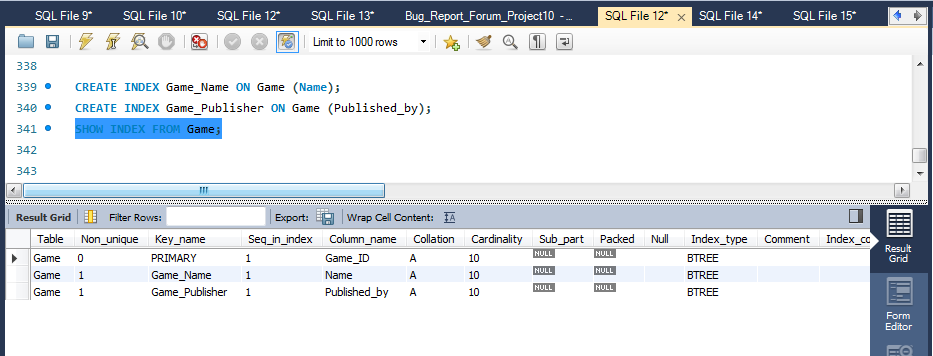 SQL File 9* SQL File 10* SQL File 12* SQL File 13* Bug_Report_Forum_Project10 - ... SQL File 12* × SQL File 14* SQL File 15*
Limit to 1000 rows
338
339 CREATE INDEX Game_Name ON Game (Name);
340 CREATE INDEX Game_Publisher ON Game (Published_by);
341 SHOW INDEX FROM Game;
342
343
Result Grid Filter Rows: Export: Wrap Cell Content: IA
Table Non_unique Key_name Seq_in_index Column_name Collation Cardinality Sub_part Packed Null Index_type Comment Index_co
Game 0 PRIMARY 1 Game_ID A 10 NULL NULL BTREE
Game 1 Game_Name 1 Name A 10 NULL NULL BTREE
Game 1 Game_Publisher 1 Published_by A 10 NULL NULL BTREE
Result
Grid
Form
Editor